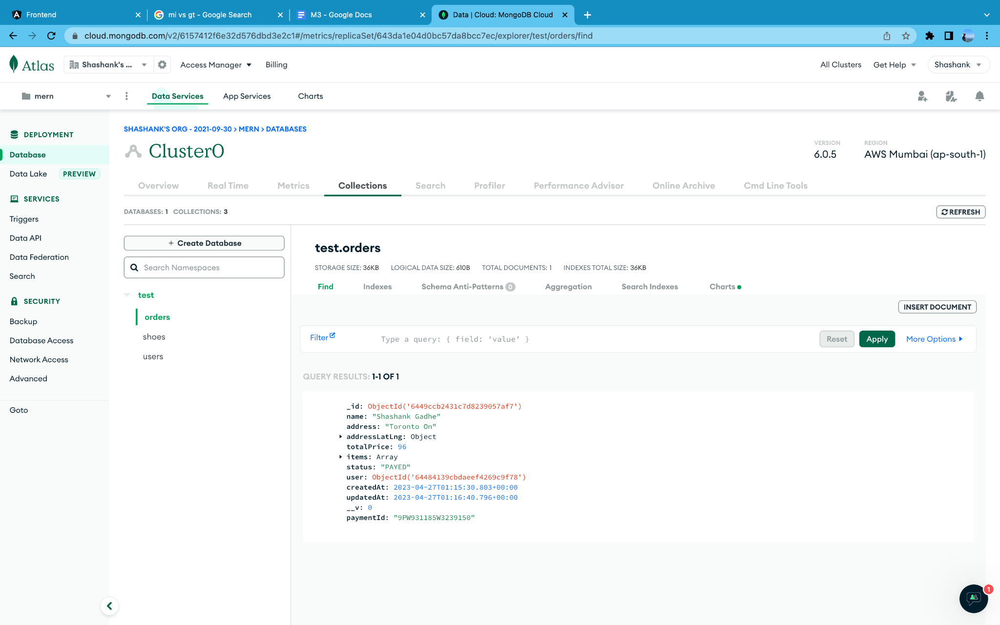 Frontend
mi vs gt - Google Search
M3 - Google Docs
Data | Cloud: MongoDB Cloud
cloud.mongodb.com/v2/6157412f6e32d576dbd3e2c1#/metrics/replicaSet/643da1e04d0bc57da8bcc7ec/explorer/test/orders/find
Atlas
Shashank's ...
Access Manager
Billing
All Clusters
Get Help
Shashank
mern
Data Services
App Services
Charts
DEPLOYMENT
Database
Data Lake PREVIEW
SERVICES
Triggers
Data API
Data Federation
Search
SECURITY
Backup
Database Access
Network Access
Advanced
Goto
SHASHANK'S ORG - 2021-09-30 > MERN > DATABASES
Cluster0
VERSION
6.0.5
REGION
AWS Mumbai (ap-south-1)
Overview
Real Time
Metrics
Collections
Search
Profiler
Performance Advisor
Online Archive
Cmd Line Tools
DATABASES: 1 COLLECTIONS: 3
REFRESH
+ Create Database
Search Namespaces
test
orders
shoes
users
test.orders
STORAGE SIZE: 36KB LOGICAL DATA SIZE: 610B TOTAL DOCUMENTS: 1 INDEXES TOTAL SIZE: 36KB
Find
Indexes
Schema Anti-Patterns 0
Aggregation
Search Indexes
Charts
INSERT DOCUMENT
Filter
Type a query: { field: 'value' }
Reset
Apply
More Options
QUERY RESULTS: 1-1 OF 1
_id: ObjectId('6449ccb2431c7d8239057af7')
name: "Shashank Gadhe"
address: "Toronto On"
addressLatLng: Object
totalPrice: 96
items: Array
status: "PAYED"
user: ObjectId('64484139cbdaeef4269c9f78')
createdAt: 2023-04-27T01:15:30.803+00:00
updatedAt: 2023-04-27T01:16:40.796+00:00
__v: 0
paymentId: "9PW931185W3239150"
1